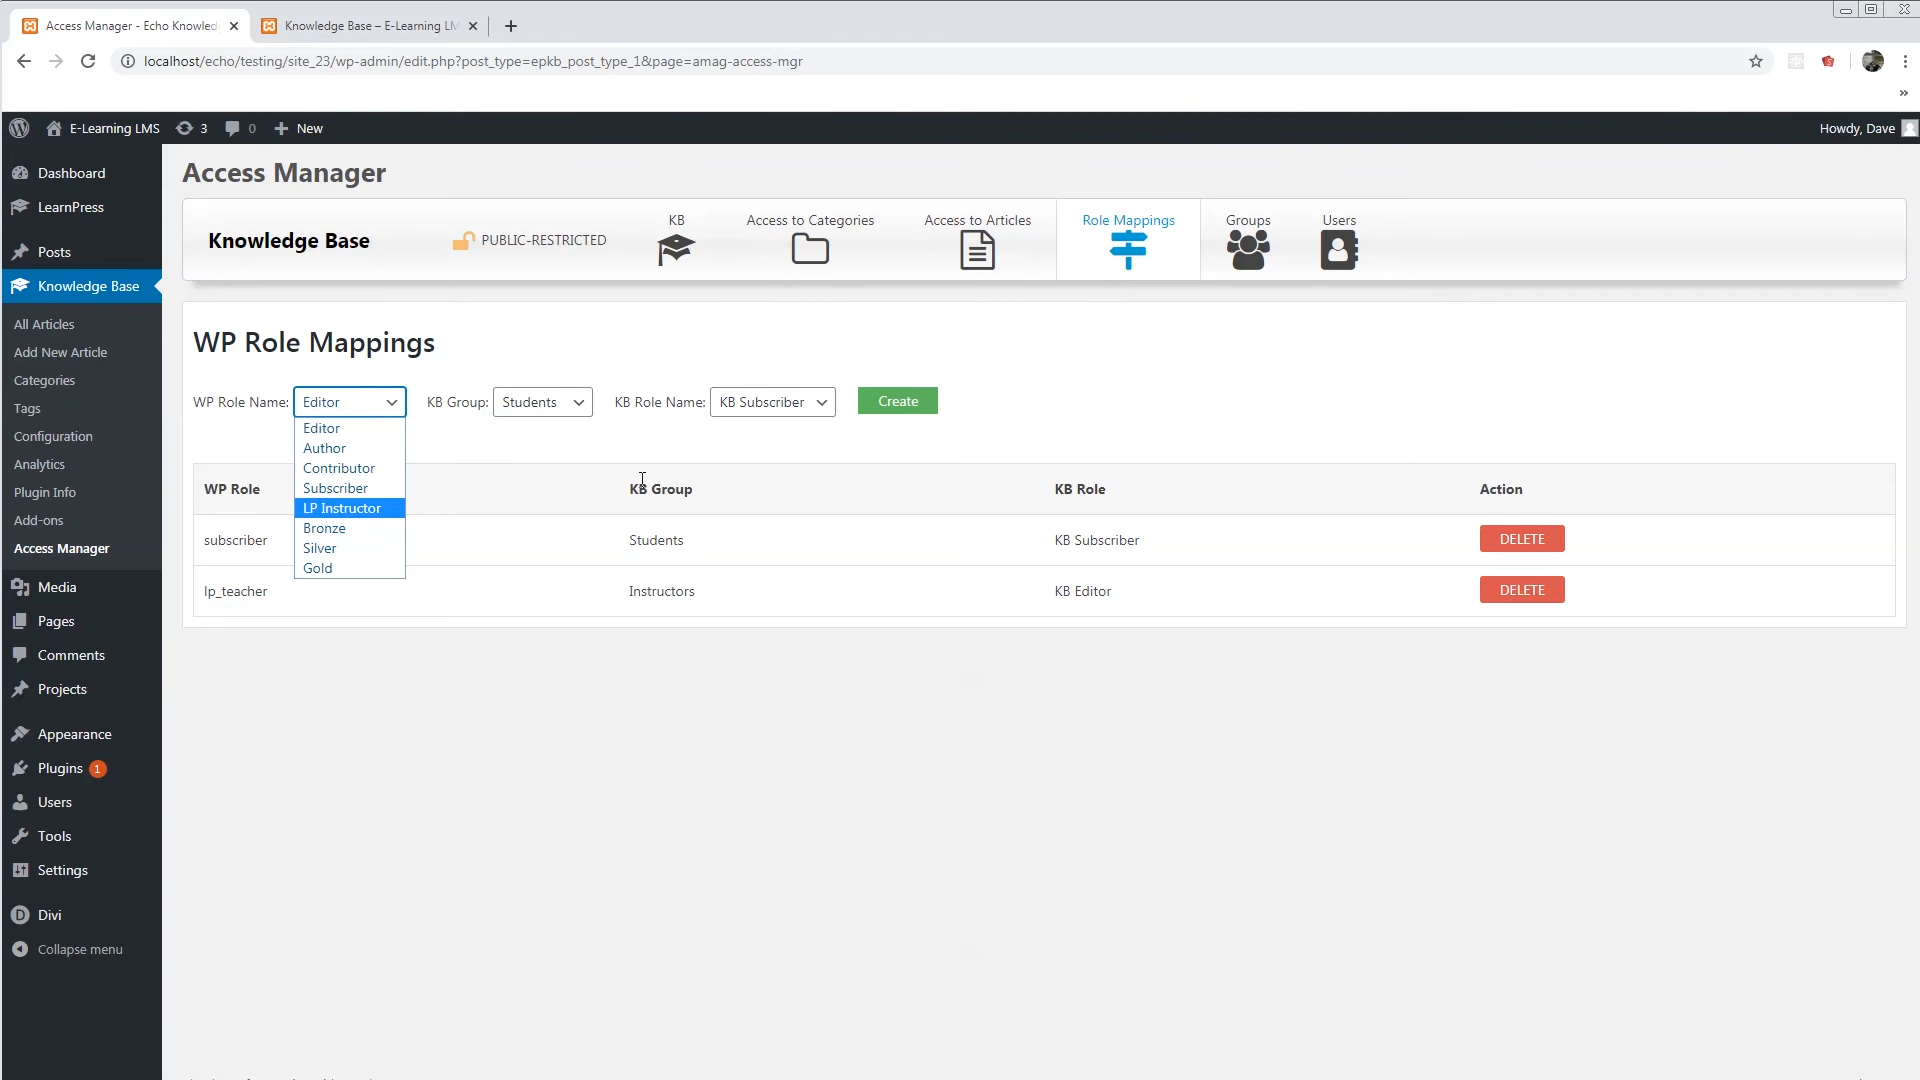 Access Manager - Echo Knowled
Knowledge Base – E-Learning LM
localhost/echo/testing/site_23/wp-admin/edit.php?post_type=epkb_post_type_1&page=amag-access-mgr
E-Learning LMS 3 0 New
Howdy, Dave
Dashboard
LearnPress
Posts
Knowledge Base
All Articles
Add New Article
Categories
Tags
Configuration
Analytics
Plugin Info
Add-ons
Access Manager
Media
Pages
Comments
Projects
Appearance
Plugins 1
Users
Tools
Settings
Divi
Collapse menu
Access Manager
Knowledge Base
PUBLIC-RESTRICTED
KB
Access to Categories
Access to Articles
Role Mappings
Groups
Users
WP Role Mappings
WP Role Name: Editor KB Group: Students KB Role Name: KB Subscriber Create
Editor
Author
Contributor
Subscriber
LP Instructor
Bronze
Silver
Gold
WP Role KB Group KB Role Action
subscriber Students KB Subscriber DELETE
lp_teacher Instructors KB Editor DELETE